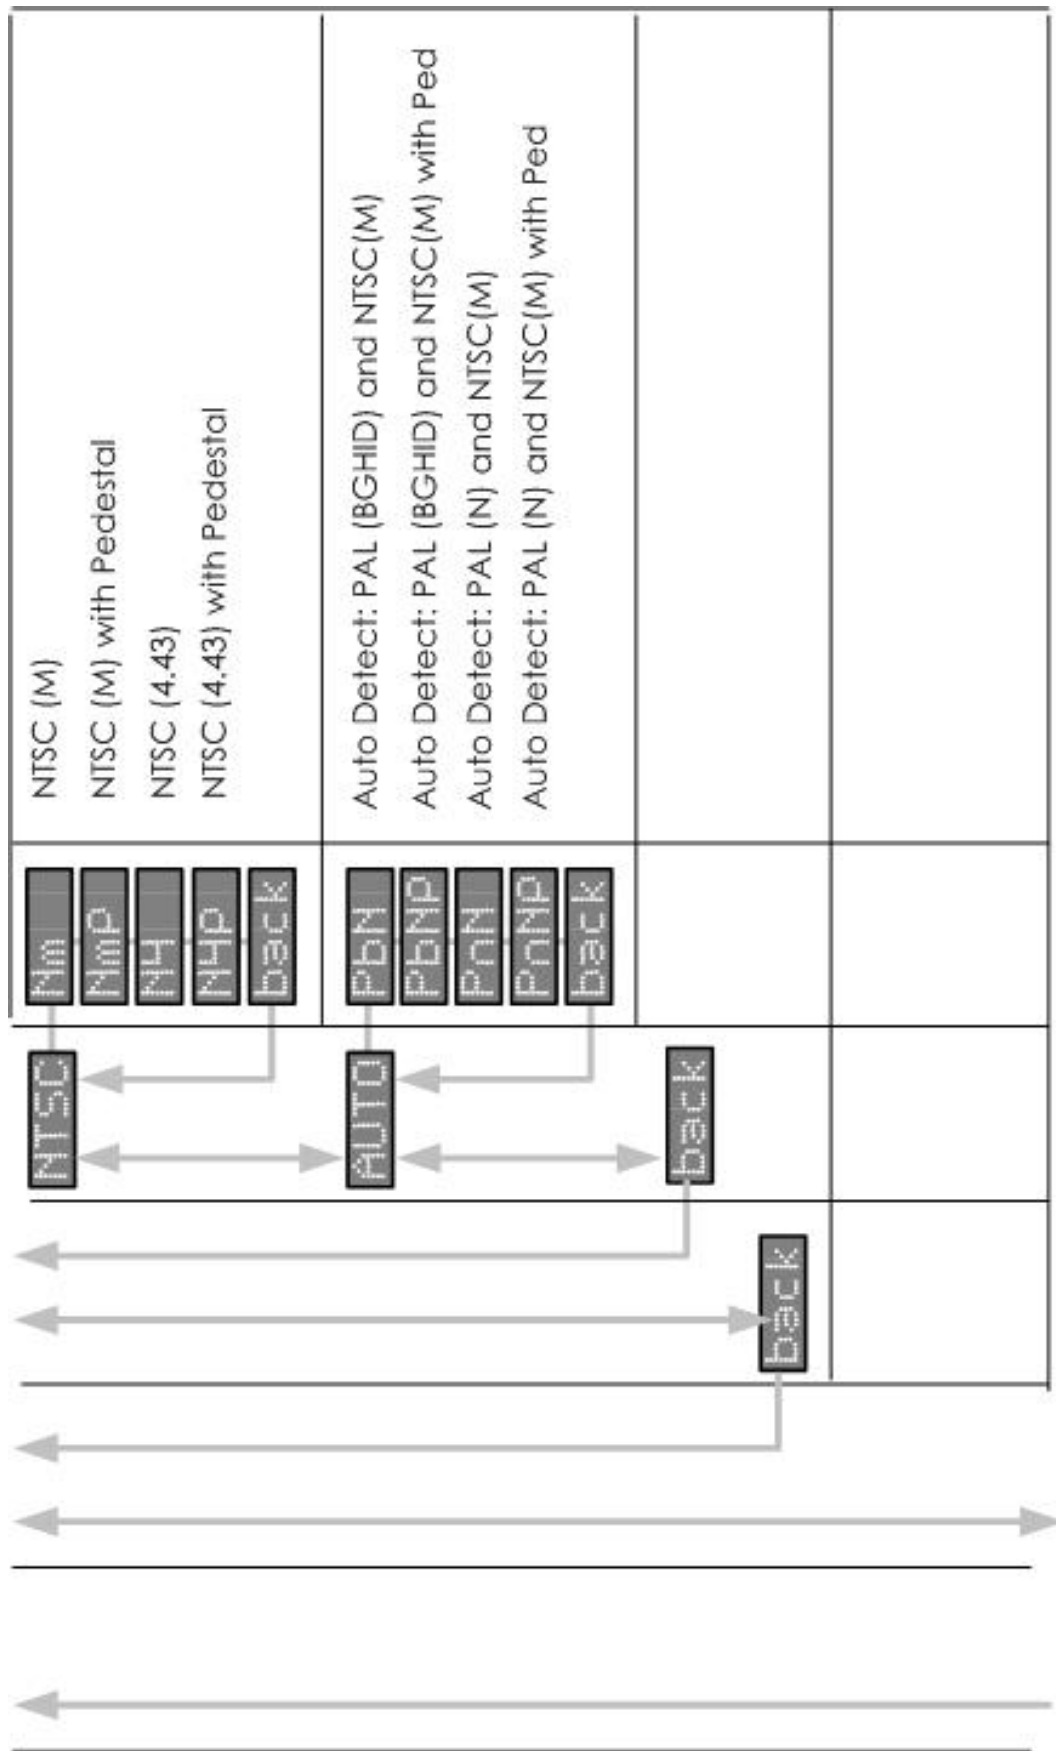 NTSC
Nm
NTSC (M)
Nmp
NTSC (M) with Pedestal
N4
NTSC (4.43)
N4p
NTSC (4.43) with Pedestal
back
AUTO
PbN
Auto Detect: PAL (BGHID) and NTSC(M)
PbNp
Auto Detect: PAL (BGHID) and NTSC(M) with Ped
PnN
Auto Detect: PAL (N) and NTSC(M)
PnNp
Auto Detect: PAL (N) and NTSC(M) with Ped
back
back
back